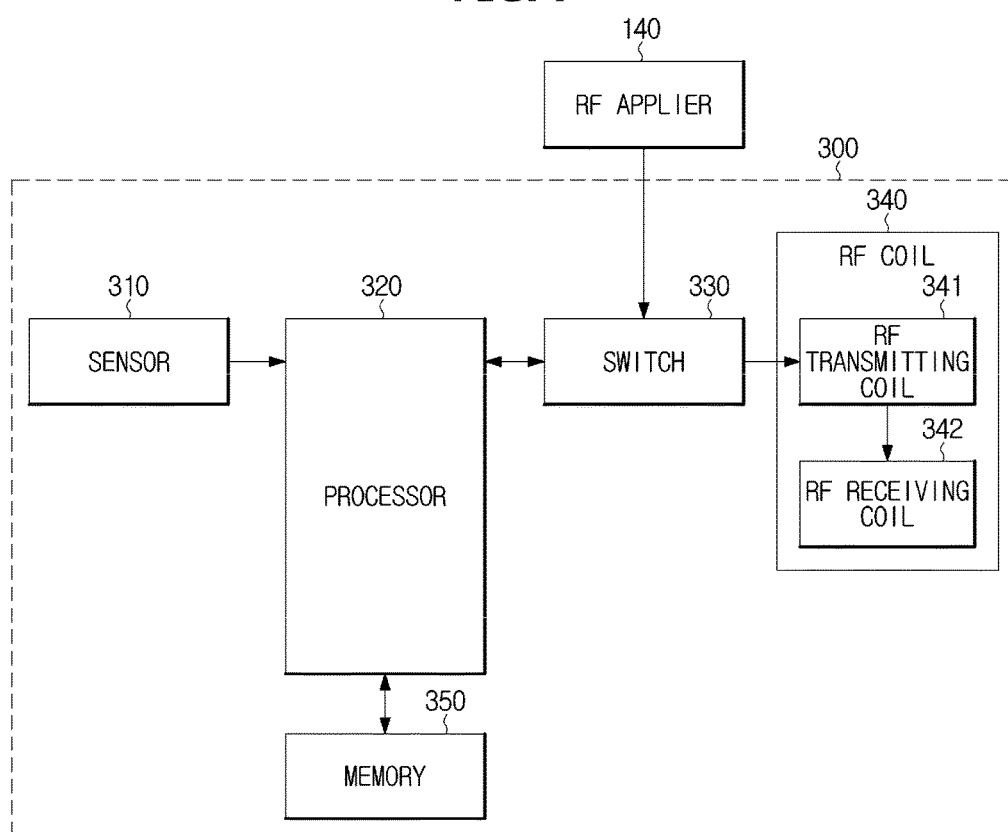 140
RF APPLIER
300
340
RF COIL
310
SENSOR
320
PROCESSOR
330
SWITCH
341
RF
TRANSMITTING
COIL
342
RF RECEIVING
COIL
350
MEMORY